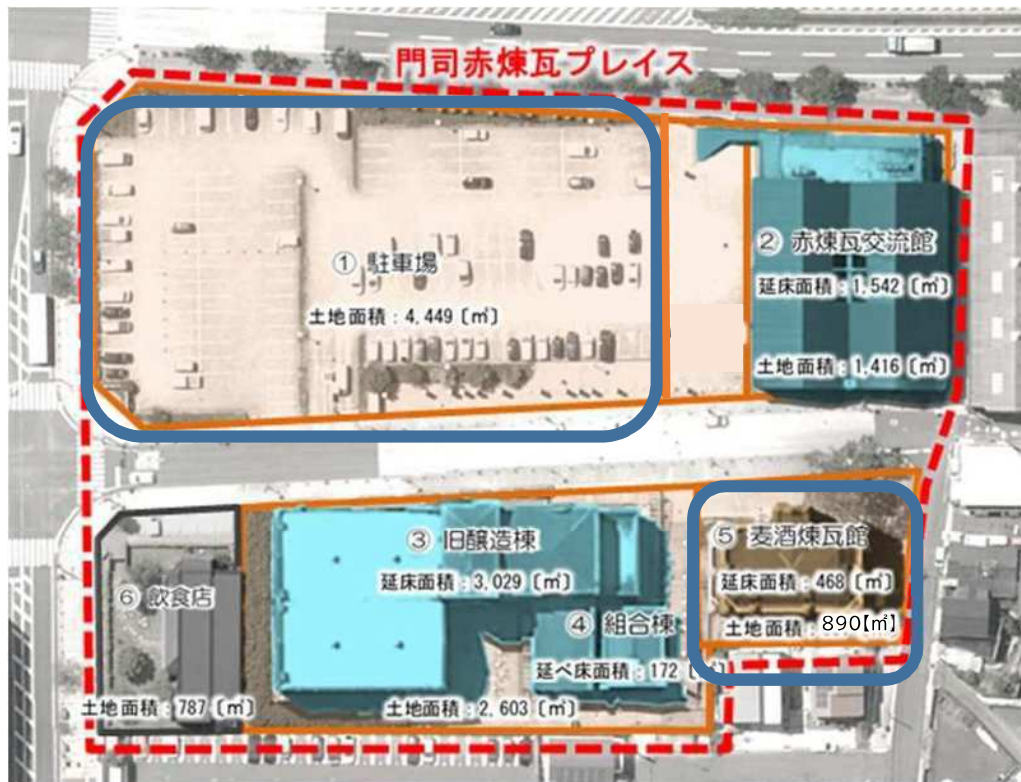 門司赤煉瓦プレイス
① 駐車場
土地面積：4,449〔㎡〕
② 赤煉瓦交流館
延床面積：1,542〔㎡〕
土地面積：1,416〔㎡〕
③ 旧醸造棟
延床面積：3,029〔㎡〕
④ 組合棟
延べ床面積：172〔㎡
土地面積：2,603〔㎡〕
⑤ 麦酒煉瓦館
延床面積：468〔㎡〕
土地面積：890【㎡】
⑥ 飲食店
土地面積：787〔㎡〕